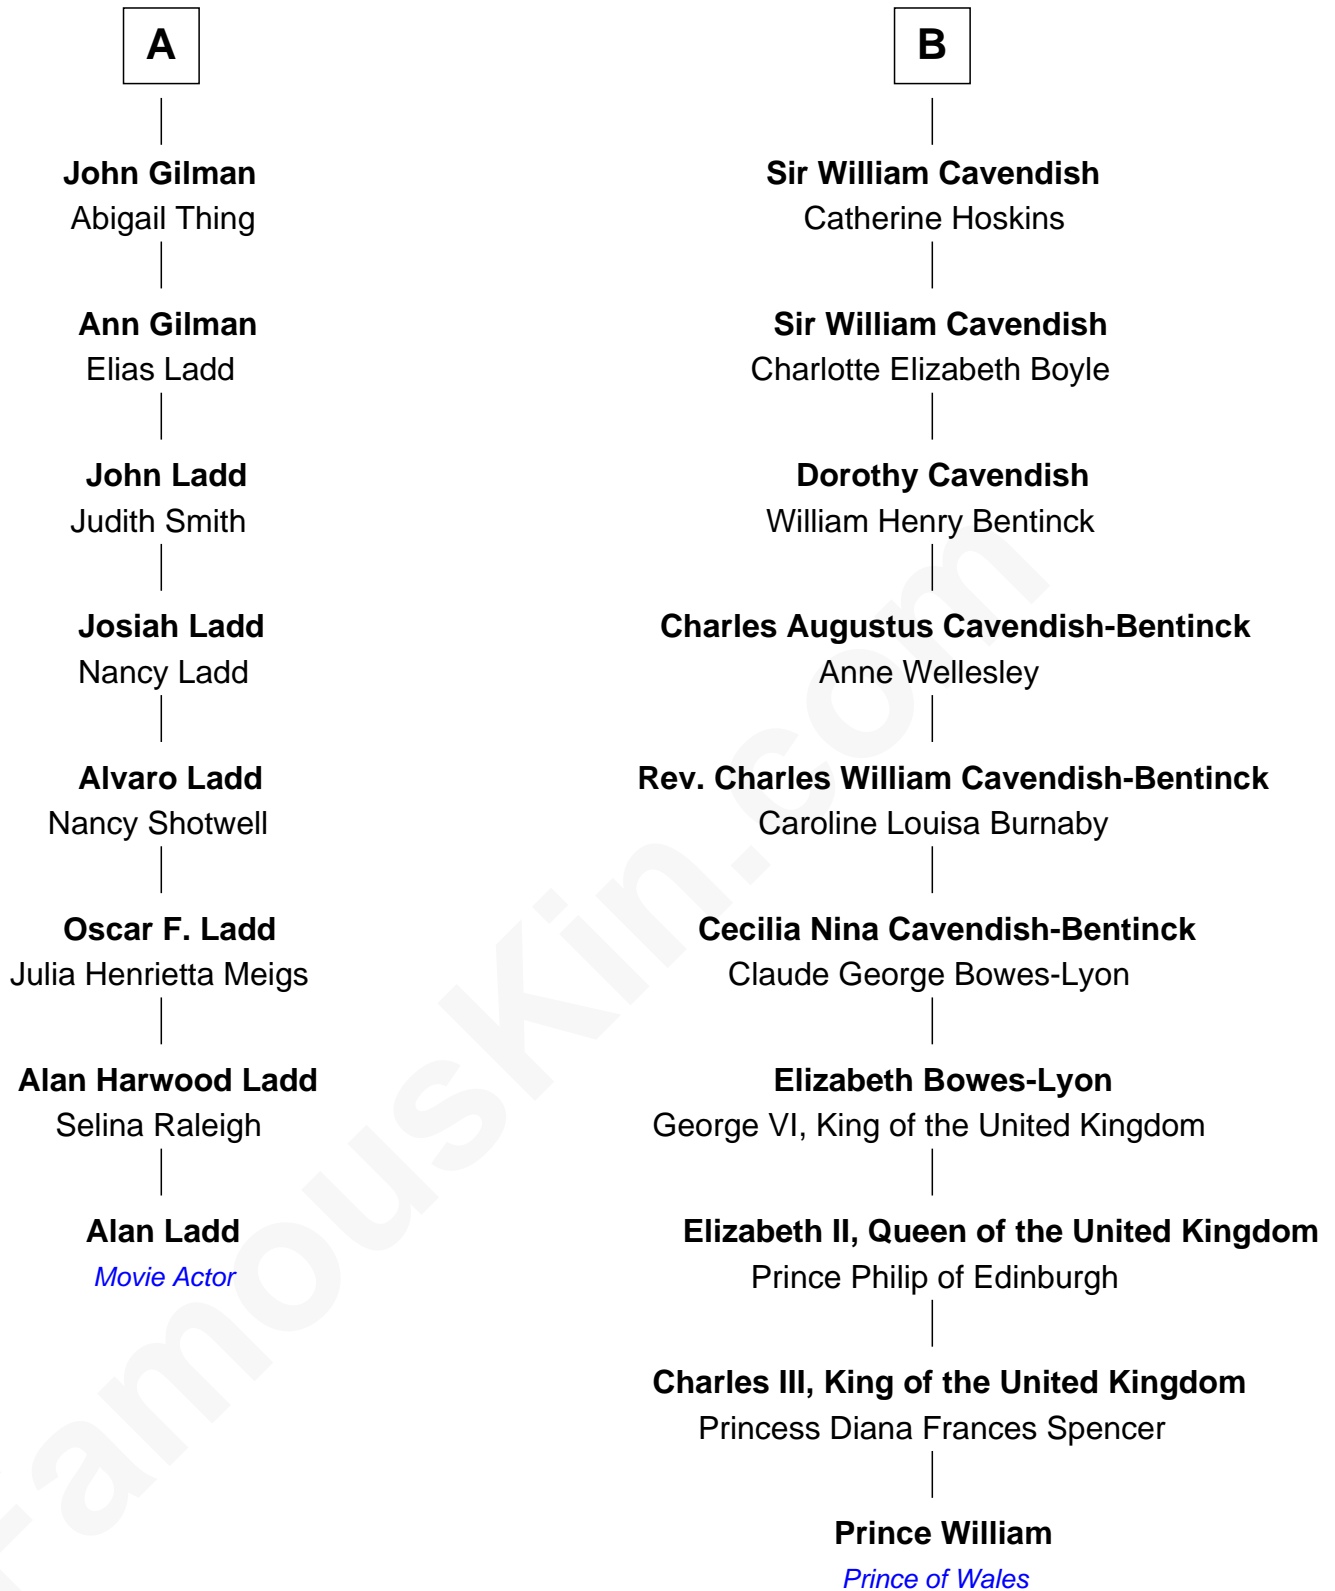 A
John Gilman
Abigail Thing
Ann Gilman
Elias Ladd
John Ladd
Judith Smith
Josiah Ladd
Nancy Ladd
Alvaro Ladd
Nancy Shotwell
Oscar F. Ladd
Julia Henrietta Meigs
Alan Harwood Ladd
Selina Raleigh
Alan Ladd
Movie Actor
B
Sir William Cavendish
Catherine Hoskins
Sir William Cavendish
Charlotte Elizabeth Boyle
Dorothy Cavendish
William Henry Bentinck
Charles Augustus Cavendish-Bentinck
Anne Wellesley
Rev. Charles William Cavendish-Bentinck
Caroline Louisa Burnaby
Cecilia Nina Cavendish-Bentinck
Claude George Bowes-Lyon
Elizabeth Bowes-Lyon
George VI, King of the United Kingdom
Elizabeth II, Queen of the United Kingdom
Prince Philip of Edinburgh
Charles III, King of the United Kingdom
Princess Diana Frances Spencer
Prince William
Prince of Wales
FamousKin.com